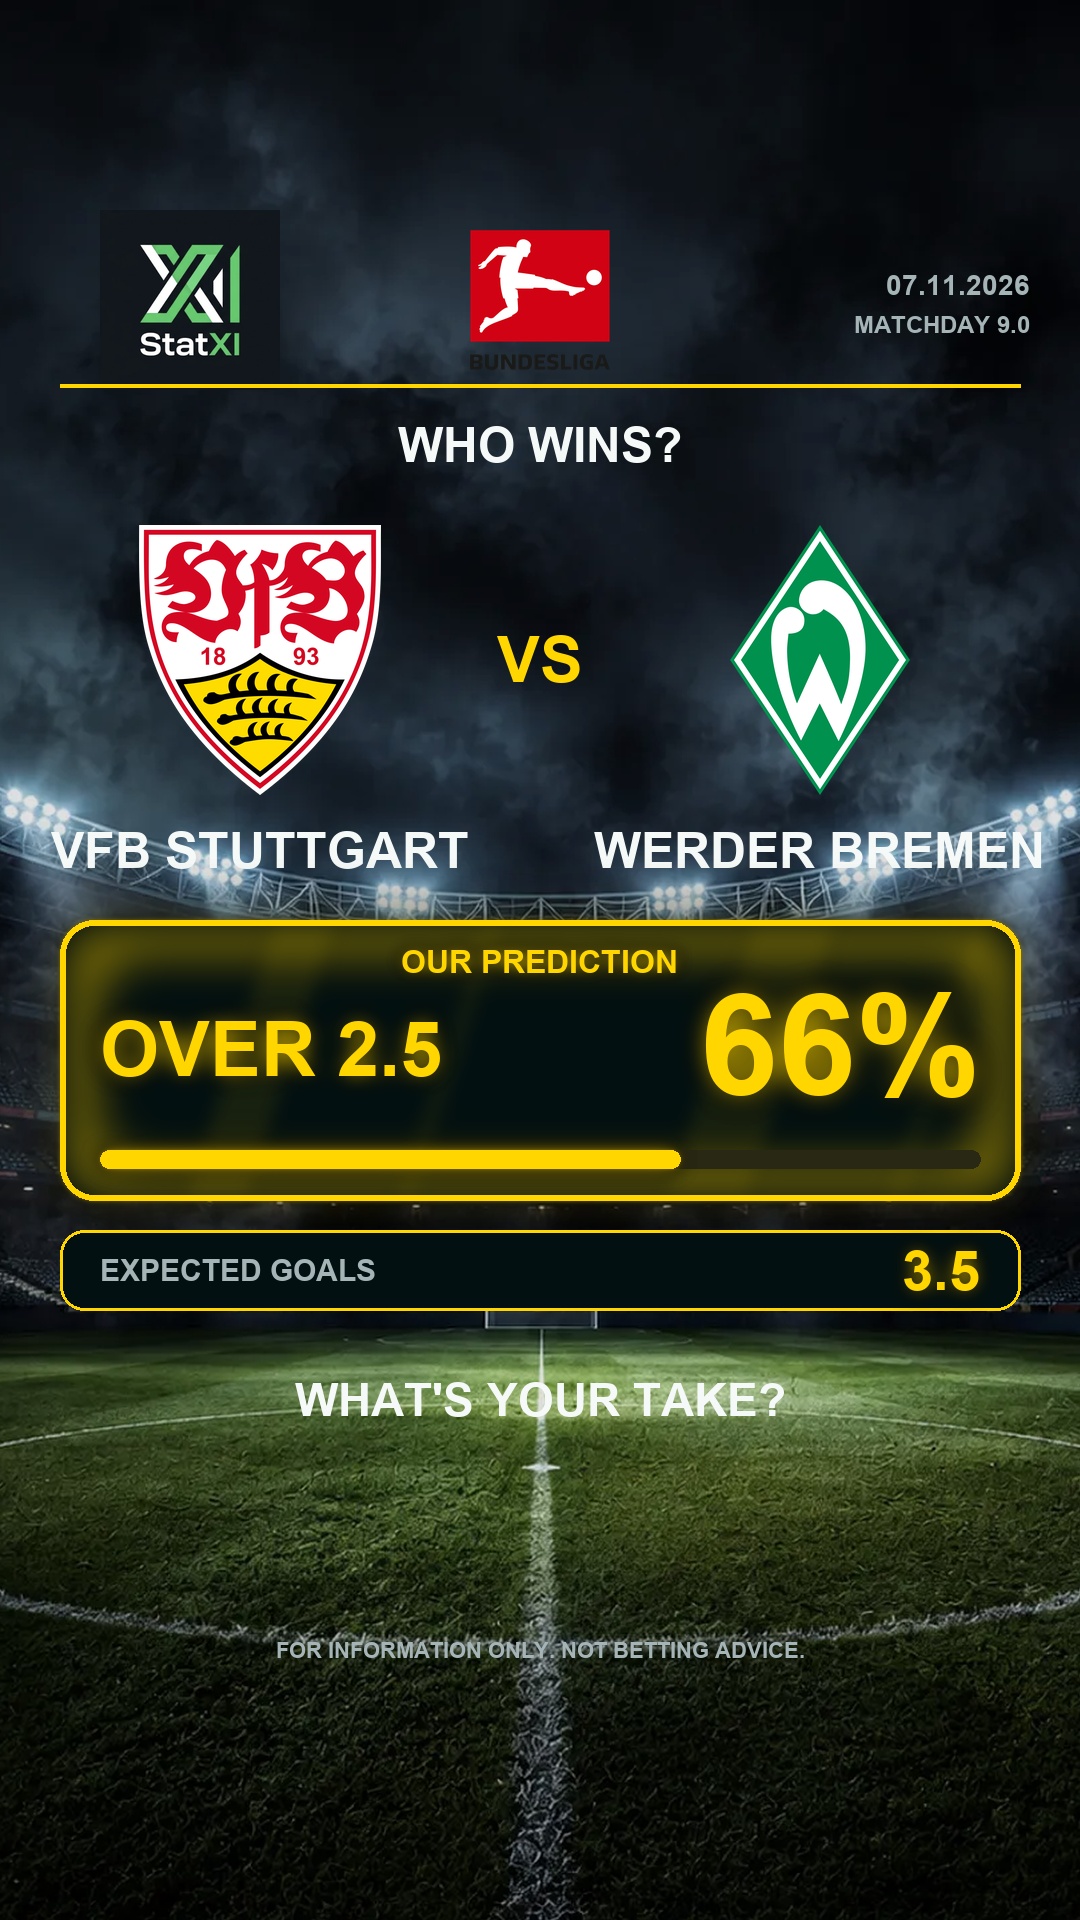 StatXI
BUNDESLIGA
07.11.2026
MATCHDAY 9.0
WHO WINS?
VfB
18 93
VS
W
VFB STUTTGART
WERDER BREMEN
OUR PREDICTION
OVER 2.5
66%
EXPECTED GOALS
3.5
WHAT'S YOUR TAKE?
FOR INFORMATION ONLY. NOT BETTING ADVICE.